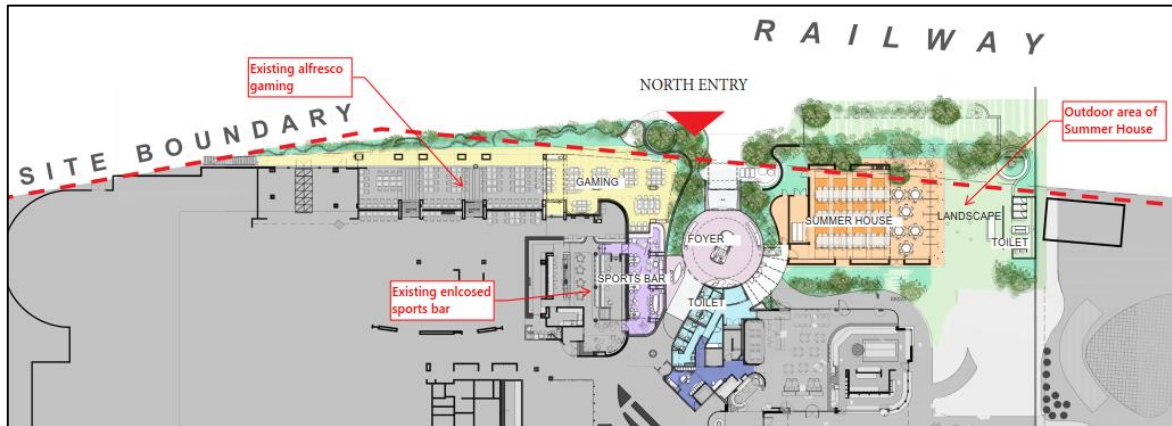 RAILWAY
NORTH ENTRY
Existing alfresco
gaming
Outdoor area of
Summer House
SITE BOUNDARY
GAMING
SUMMER HOUSE
LANDSCAPE
FOYER
TOILET
SPORTS BAR
Existing enlcosed
sports bar
TOILET